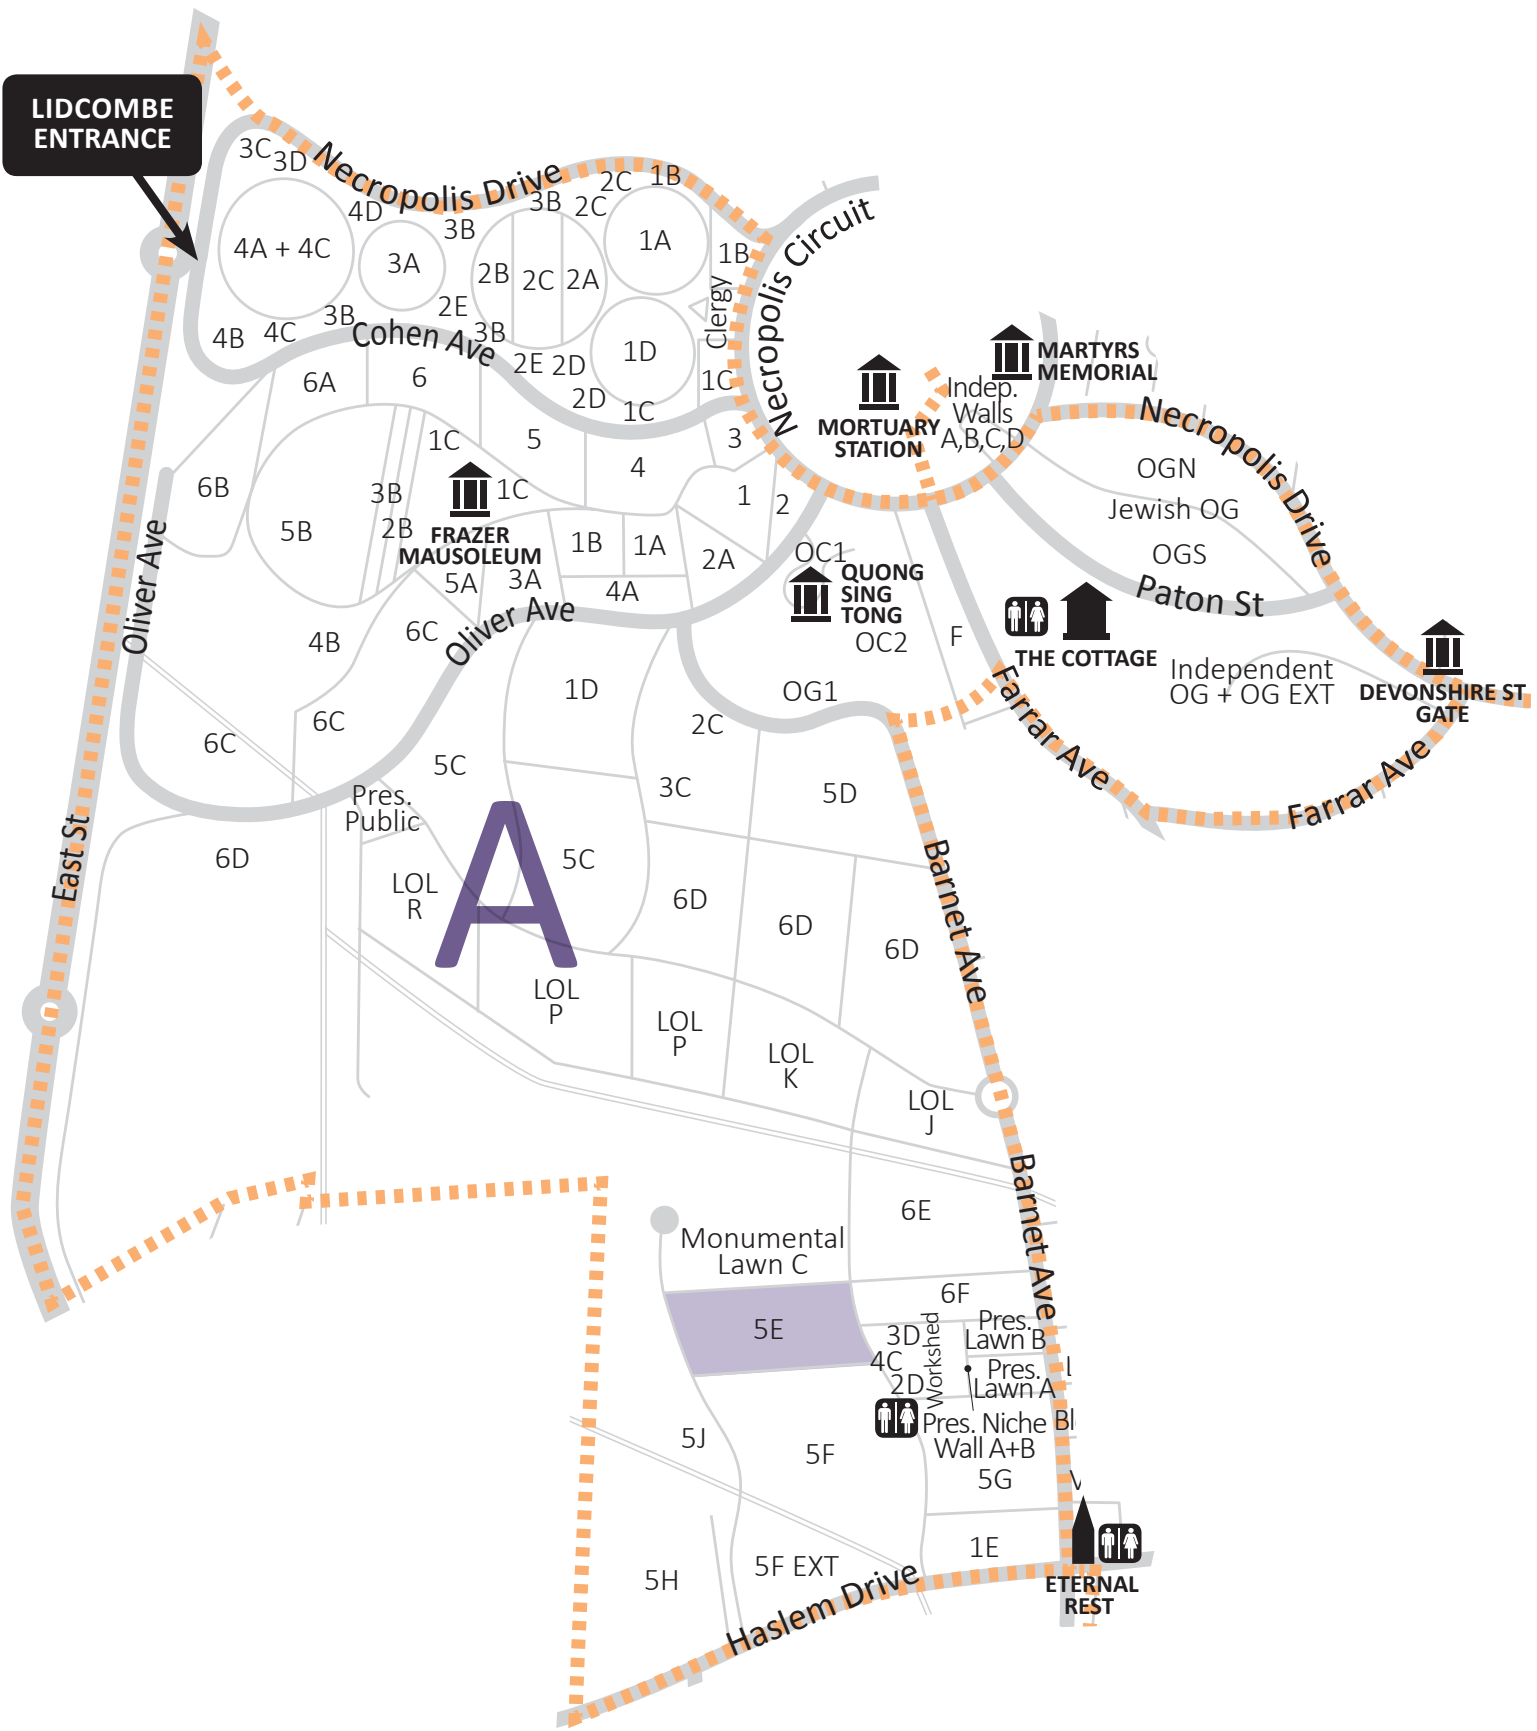 LIDCOMBE
ENTRANCE
3C
3D
Necropolis Drive
2C
1B
4D
3B
3B
2C
1A
4A + 4C
3A
2B
2C
2A
1B
Clergy
Necropolis Circuit
3B
2E
4B
4C
Cohen Ave
3B
2E
2D
1D
6A
6
2D
1C
1C
MARTYRS
MEMORIAL
Indep.
Walls
A,B,C,D
MORTUARY
STATION
Necropolis Drive
OGN
Jewish OG
OGS
Paton St
1C
5
3
4
6B
3B
1C
1
2
5B
2B
FRAZER
MAUSOLEUM
1B
1A
2A
OC1
QUONG
SING
TONG
OC2
5A
3A
4A
Oliver Ave
Oliver Ave
4B
6C
F
THE COTTAGE
Independent
OG + OG EXT
DEVONSHIRE ST
GATE
1D
OG1
Farrar Ave
Farrar Ave
6C
6C
2C
5C
3C
5D
Pres.
Public
East St
6D
A
5C
LOL
R
6D
6D
6D
Barnet Ave
LOL
P
LOL
P
LOL
K
LOL
J
Barnet Ave
6E
Monumental
Lawn C
6F
5E
3D
4C
2D
Workshed
Pres.
Lawn B
Pres.
Lawn A
l
Pres. Niche
Wall A+B
Bl
5J
5F
5G
1E
5F EXT
5H
Haslem Drive
ETERNAL
REST